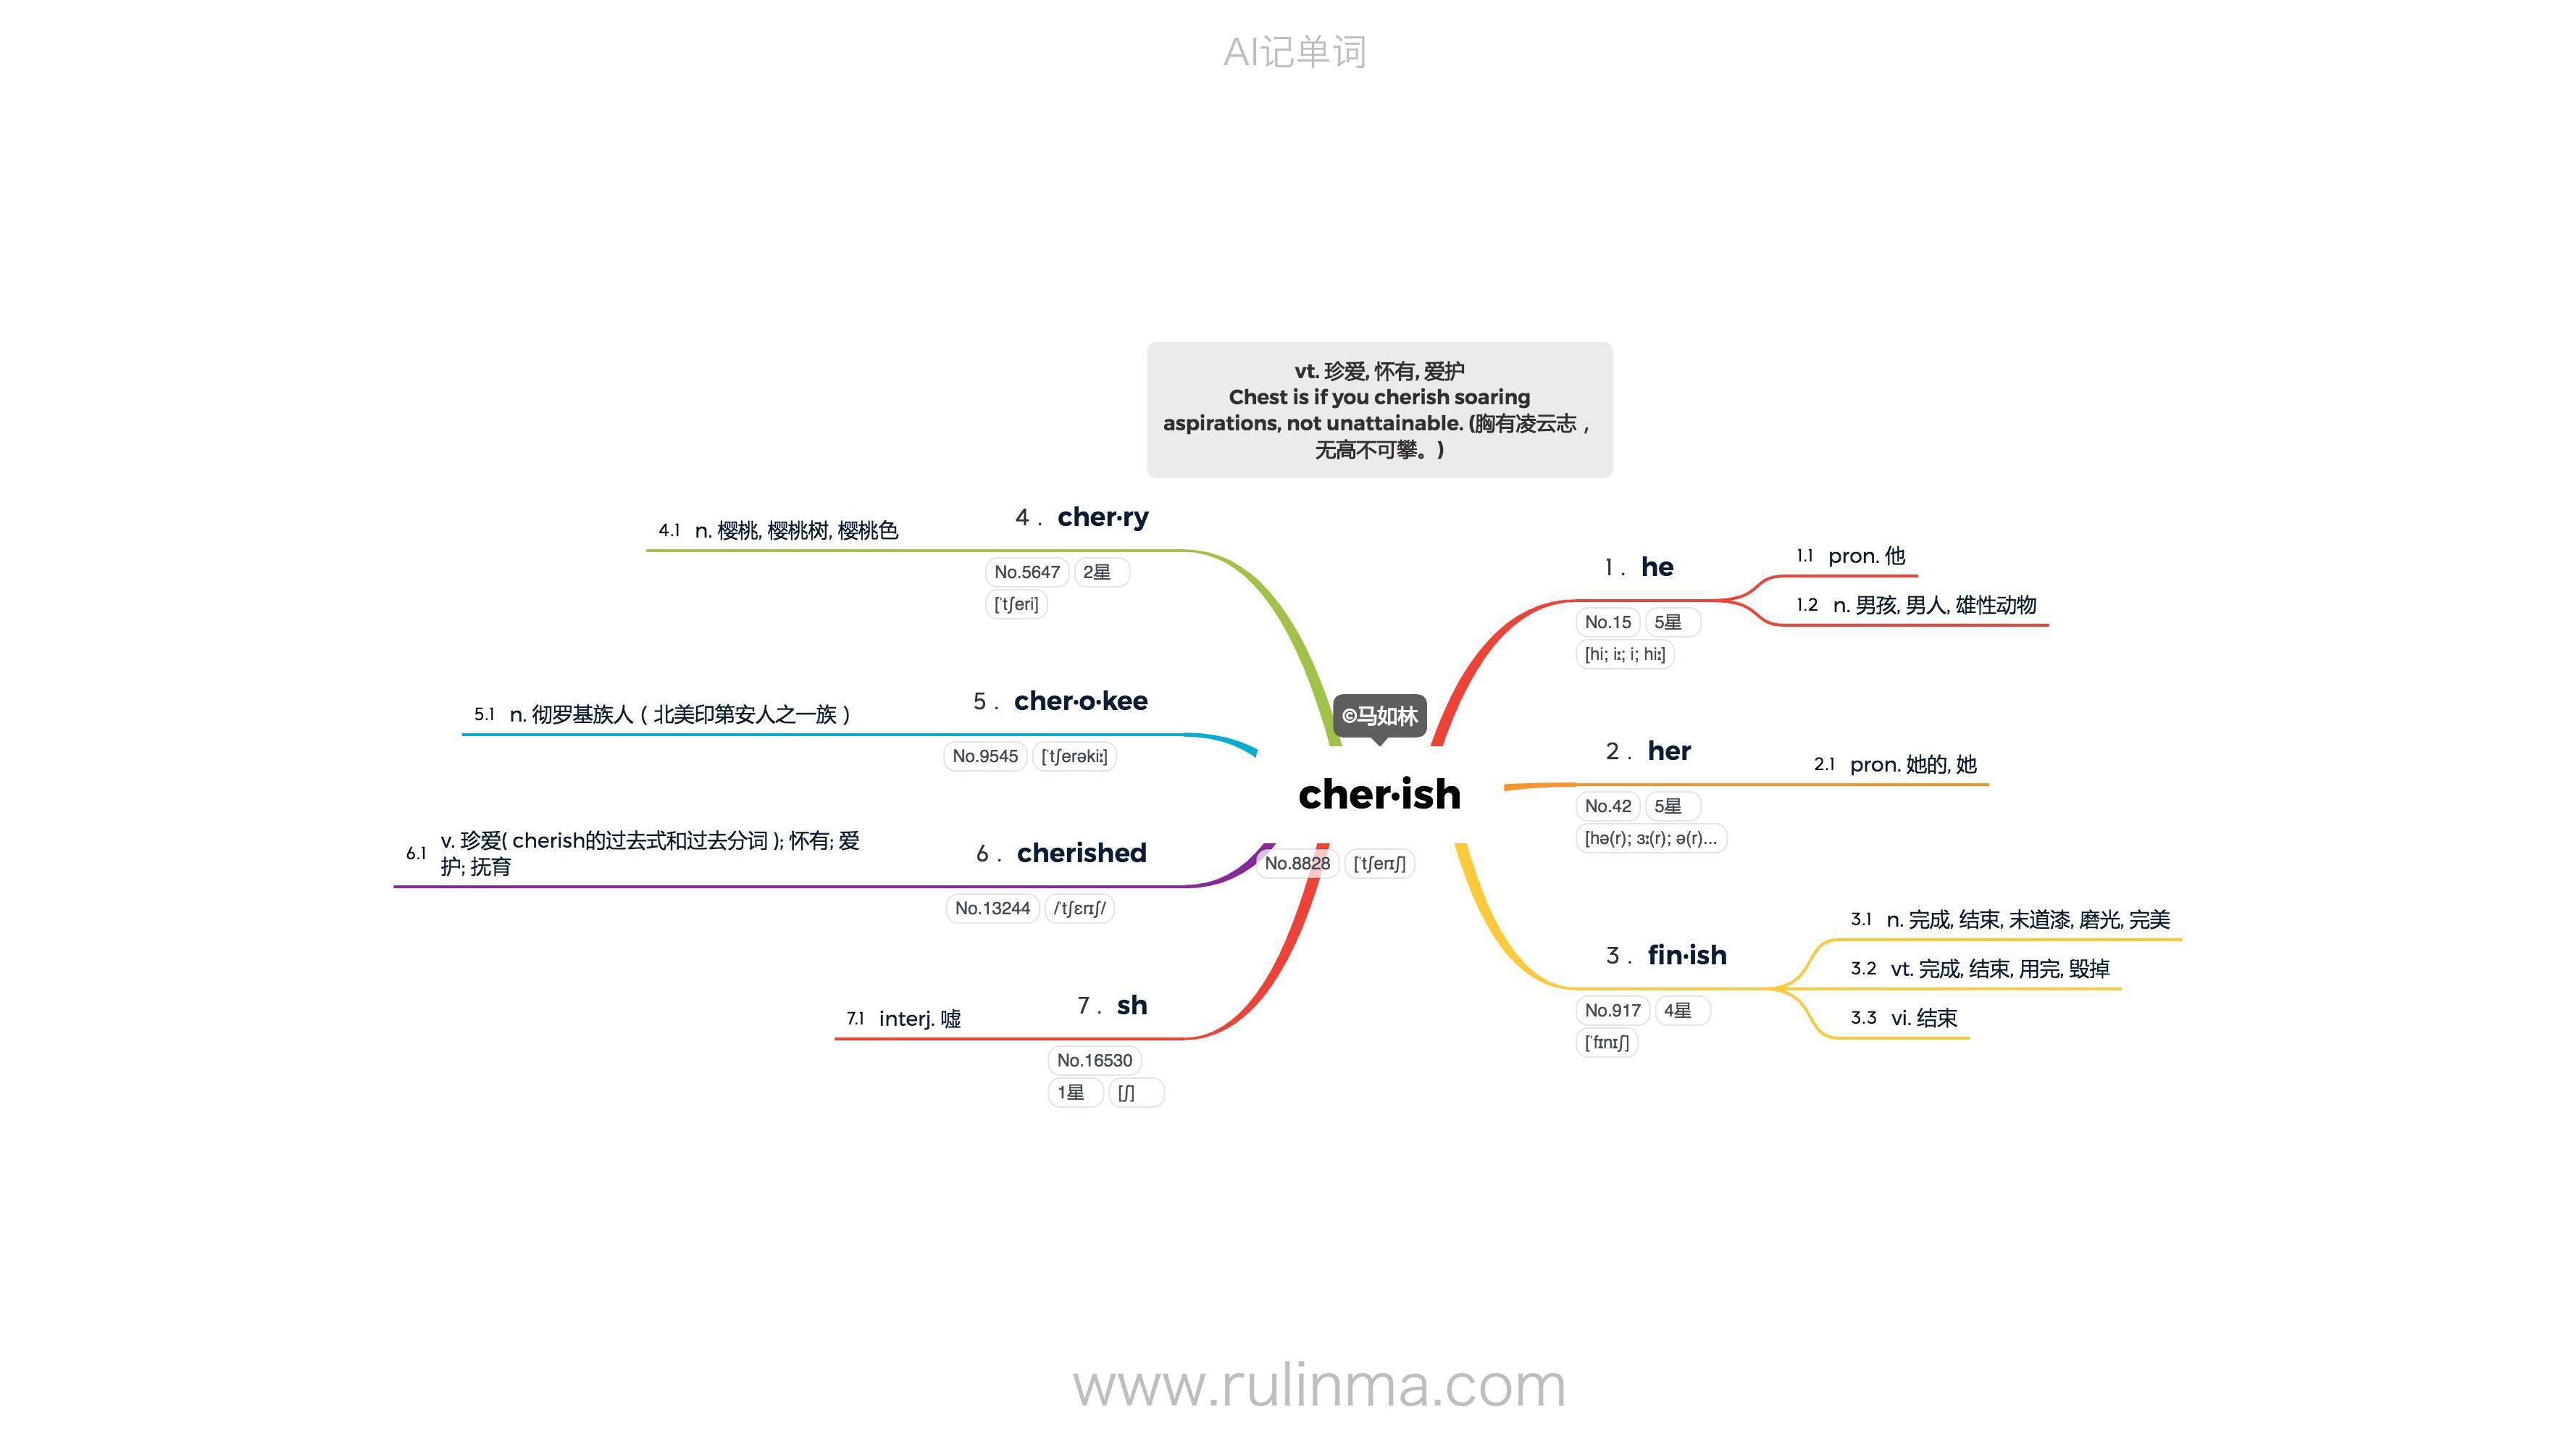 AI记单词
vt. 珍爱, 怀有, 爱护
Chest is if you cherish soaring
aspirations, not unattainable. (胸有凌云志，
无高不可攀。)
©马如林
cher·ish
No.8828 [ˈtʃerɪʃ]
1 . he
No.15 5星
[hi; iː; i; hiː]
1.1 pron. 他
1.2 n. 男孩, 男人, 雄性动物
2 . her
No.42 5星
[hə(r); ɜː(r); ə(r)...
2.1 pron. 她的, 她
3 . fin·ish
No.917 4星
[ˈfɪnɪʃ]
3.1 n. 完成, 结束, 末道漆, 磨光, 完美
3.2 vt. 完成, 结束, 用完, 毁掉
3.3 vi. 结束
4 . cher·ry
No.5647 2星
[ˈtʃeri]
4.1 n. 樱桃, 樱桃树, 樱桃色
5 . cher·o·kee
No.9545 [ˈtʃerəkiː]
5.1 n. 彻罗基族人（北美印第安人之一族）
6 . cherished
No.13244 /ˈtʃɛrɪʃ/
6.1 v. 珍爱( cherish的过去式和过去分词 ); 怀有; 爱
护; 抚育
7 . sh
No.16530
1星 [ʃ]
7.1 interj. 嘘
www.rulinma.com